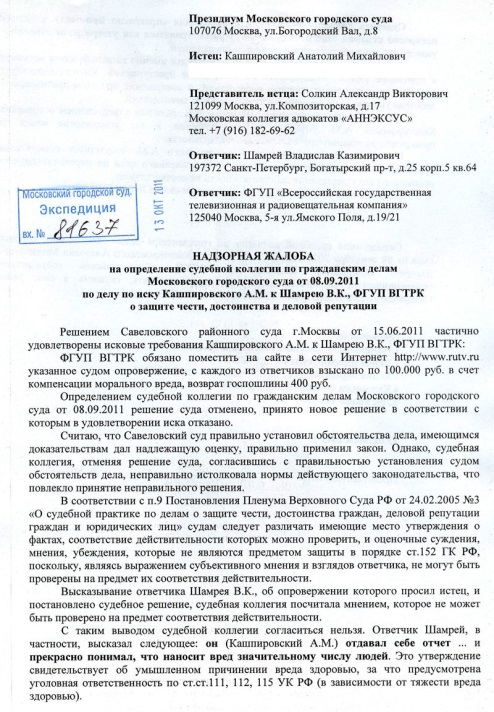 Президиум Московского городского суда
107076 Москва, ул.Богородский Вал, д.8
Истец: Кашпировский Анатолий Михайлович
Представитель истца: Солкин Александр Викторович
121099 Москва, ул.Композиторская, д.17
Московская коллегия адвокатов «АННЭКСУС»
тел. +7 (916) 182-69-62
Ответчик: Шамрей Владислав Казимирович
197372 Санкт-Петербург, Богатырский пр-т, д.25 корп.5 кв.64
Ответчик: ФГУП «Всероссийская государственная
телевизионная и радиовещательная компания»
125040 Москва, 5-я ул.Ямского Поля, д.19/21
Московский городской суд.
Экспедиция
вх. № 81637
13 ОКТ 2011
НАДЗОРНАЯ ЖАЛОБА
на определение судебной коллегии по гражданским делам
Московского городского суда от 08.09.2011
по делу по иску Кашпировского А.М. к Шамрею В.К., ФГУП ВГТРК
о защите чести, достоинства и деловой репутации
Решением Савеловского районного суда г.Москвы от 15.06.2011 частично
удовлетворены исковые требования Кашпировского А.М. к Шамрею В.К., ФГУП ВГТРК:
ФГУП ВГТРК обязано поместить на сайте в сети Интернет http://www.rutv.ru
указанное судом опровержение, с каждого из ответчиков взыскано по 100.000 руб. в счет
компенсации морального вреда, возврат госпошлины 400 руб.
Определением судебной коллегии по гражданским делам Московского городского
суда от 08.09.2011 решение суда отменено, принято новое решение в соответствии с
которым в удовлетворении иска отказано.
Считаю, что Савеловский суд правильно установил обстоятельства дела, имеющимся
доказательствам дал надлежащую оценку, правильно применил закон. Однако, судебная
коллегия, отменяя решение суда, согласившись с правильностью установления судом
обстоятельств дела, неправильно истолковала нормы действующего законодательства, что
повлекло принятие неправильного решения.
В соответствии с п.9 Постановления Пленума Верховного Суда РФ от 24.02.2005 №3
«О судебной практике по делам о защите чести, достоинства граждан, деловой репутации
граждан и юридических лиц» судам следует различать имеющие место утверждения о
фактах, соответствие действительности которых можно проверить, и оценочные суждения,
мнения, убеждения, которые не являются предметом защиты в порядке ст.152 ГК РФ,
поскольку, являясь выражением субъективного мнения и взглядов ответчика, не могут быть
проверены на предмет их соответствия действительности.
Высказывание ответчика Шамрея В.К., об опровержении которого просил истец, и
постановлено судебное решение, судебная коллегия посчитала мнением, которое не может
быть проверено на предмет соответствия действительности.
С таким выводом судебной коллегии согласиться нельзя. Ответчик Шамрей, в
частности, высказал следующее: он (Кашпировский А.М.) отдавал себе отчет ... и
прекрасно понимал, что наносит вред значительному числу людей. Это утверждение
свидетельствует об умышленном причинении вреда здоровью, за что предусмотрена
уголовная ответственность по ст.ст.111, 112, 115 УК РФ (в зависимости от тяжести вреда
здоровью).